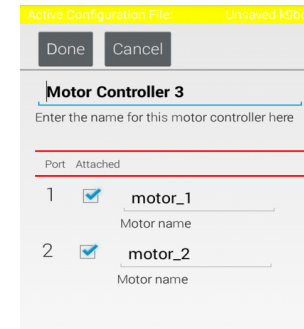 Active Configuration File: Unsaved k9b
Done Cancel
Motor Controller 3
Enter the name for this motor controller here
Port Attached
1 motor_1
Motor name
2 motor_2
Motor name